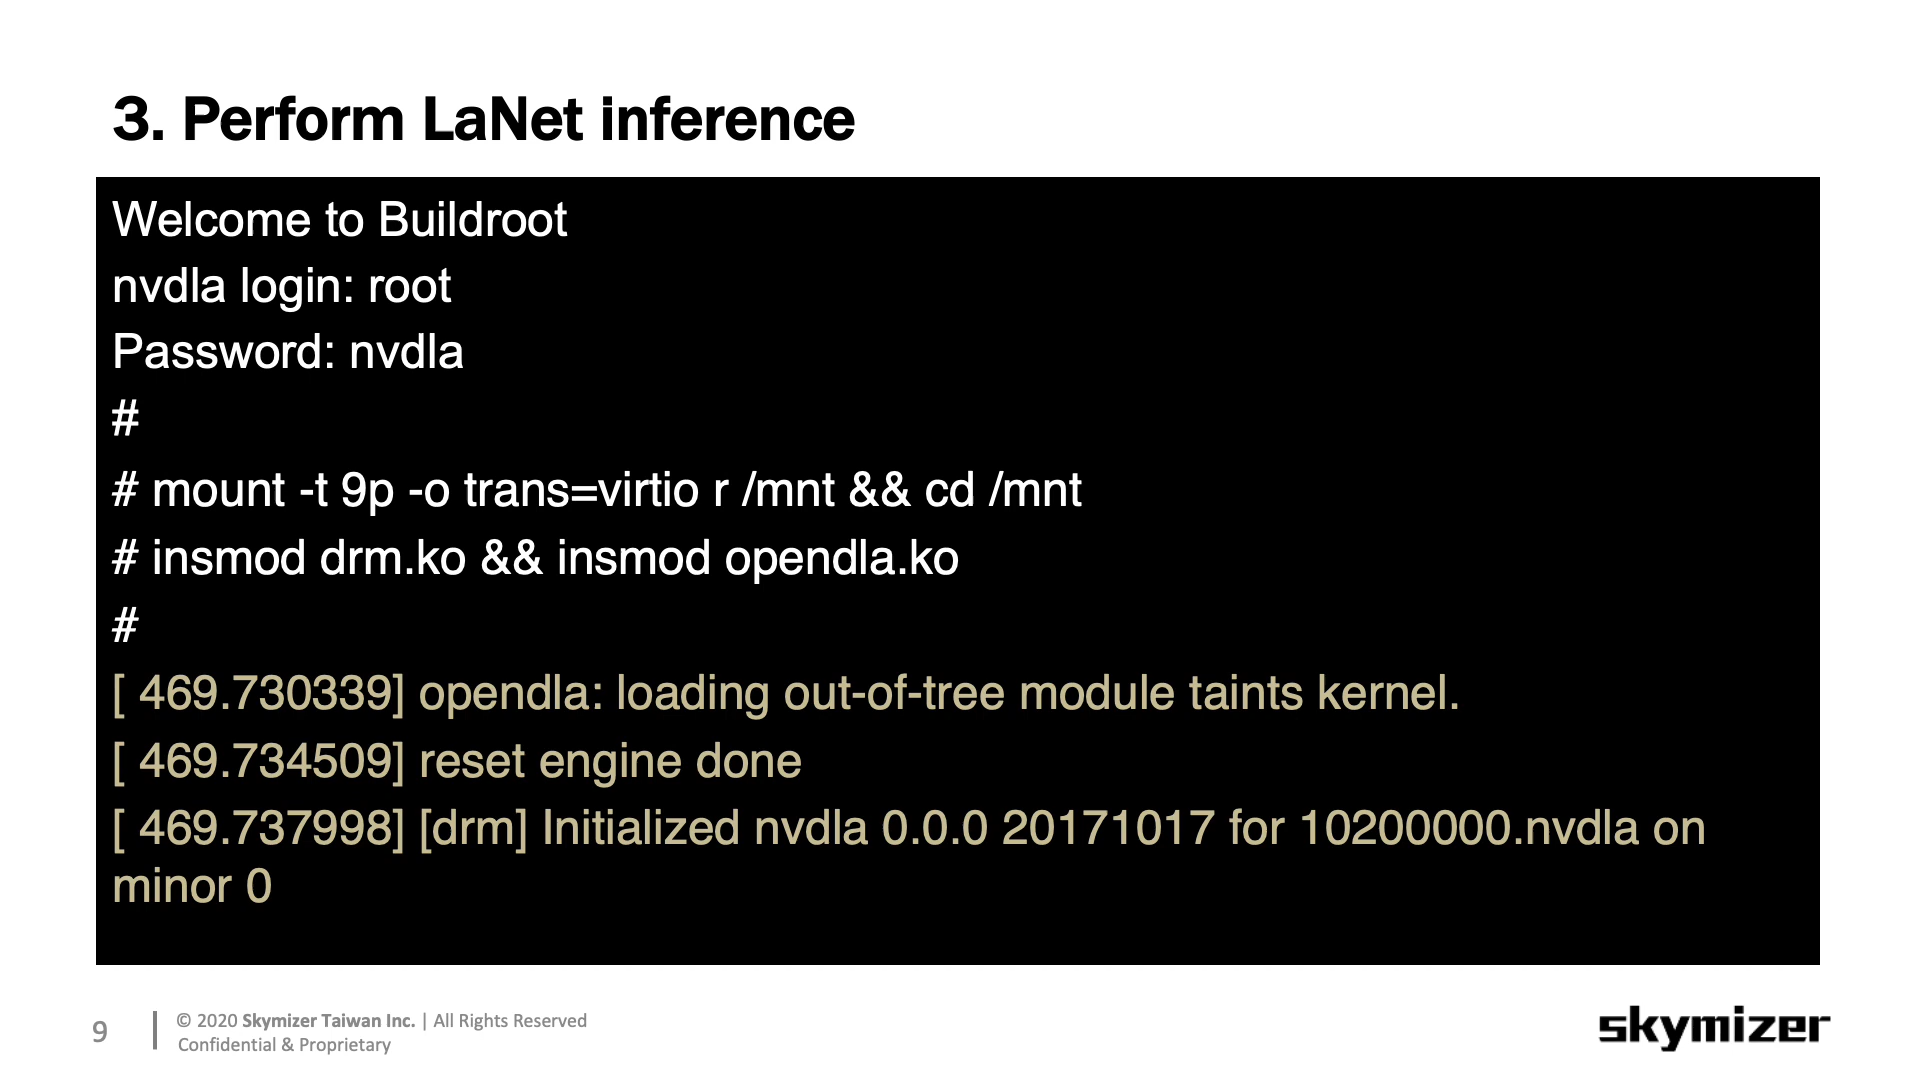 3. Perform LaNet inference
Welcome to Buildroot
nvdla login: root
Password: nvdla
#
# mount -t 9p -o trans=virtio r /mnt && cd /mnt
# insmod drm.ko && insmod opendla.ko
#
[ 469.730339] opendla: loading out-of-tree module taints kernel.
[ 469.734509] reset engine done
[ 469.737998] [drm] Initialized nvdla 0.0.0 20171017 for 10200000.nvdla on
minor 0
9
© 2020 Skymizer Taiwan Inc. | All Rights Reserved
Confidential & Proprietary
skymizer